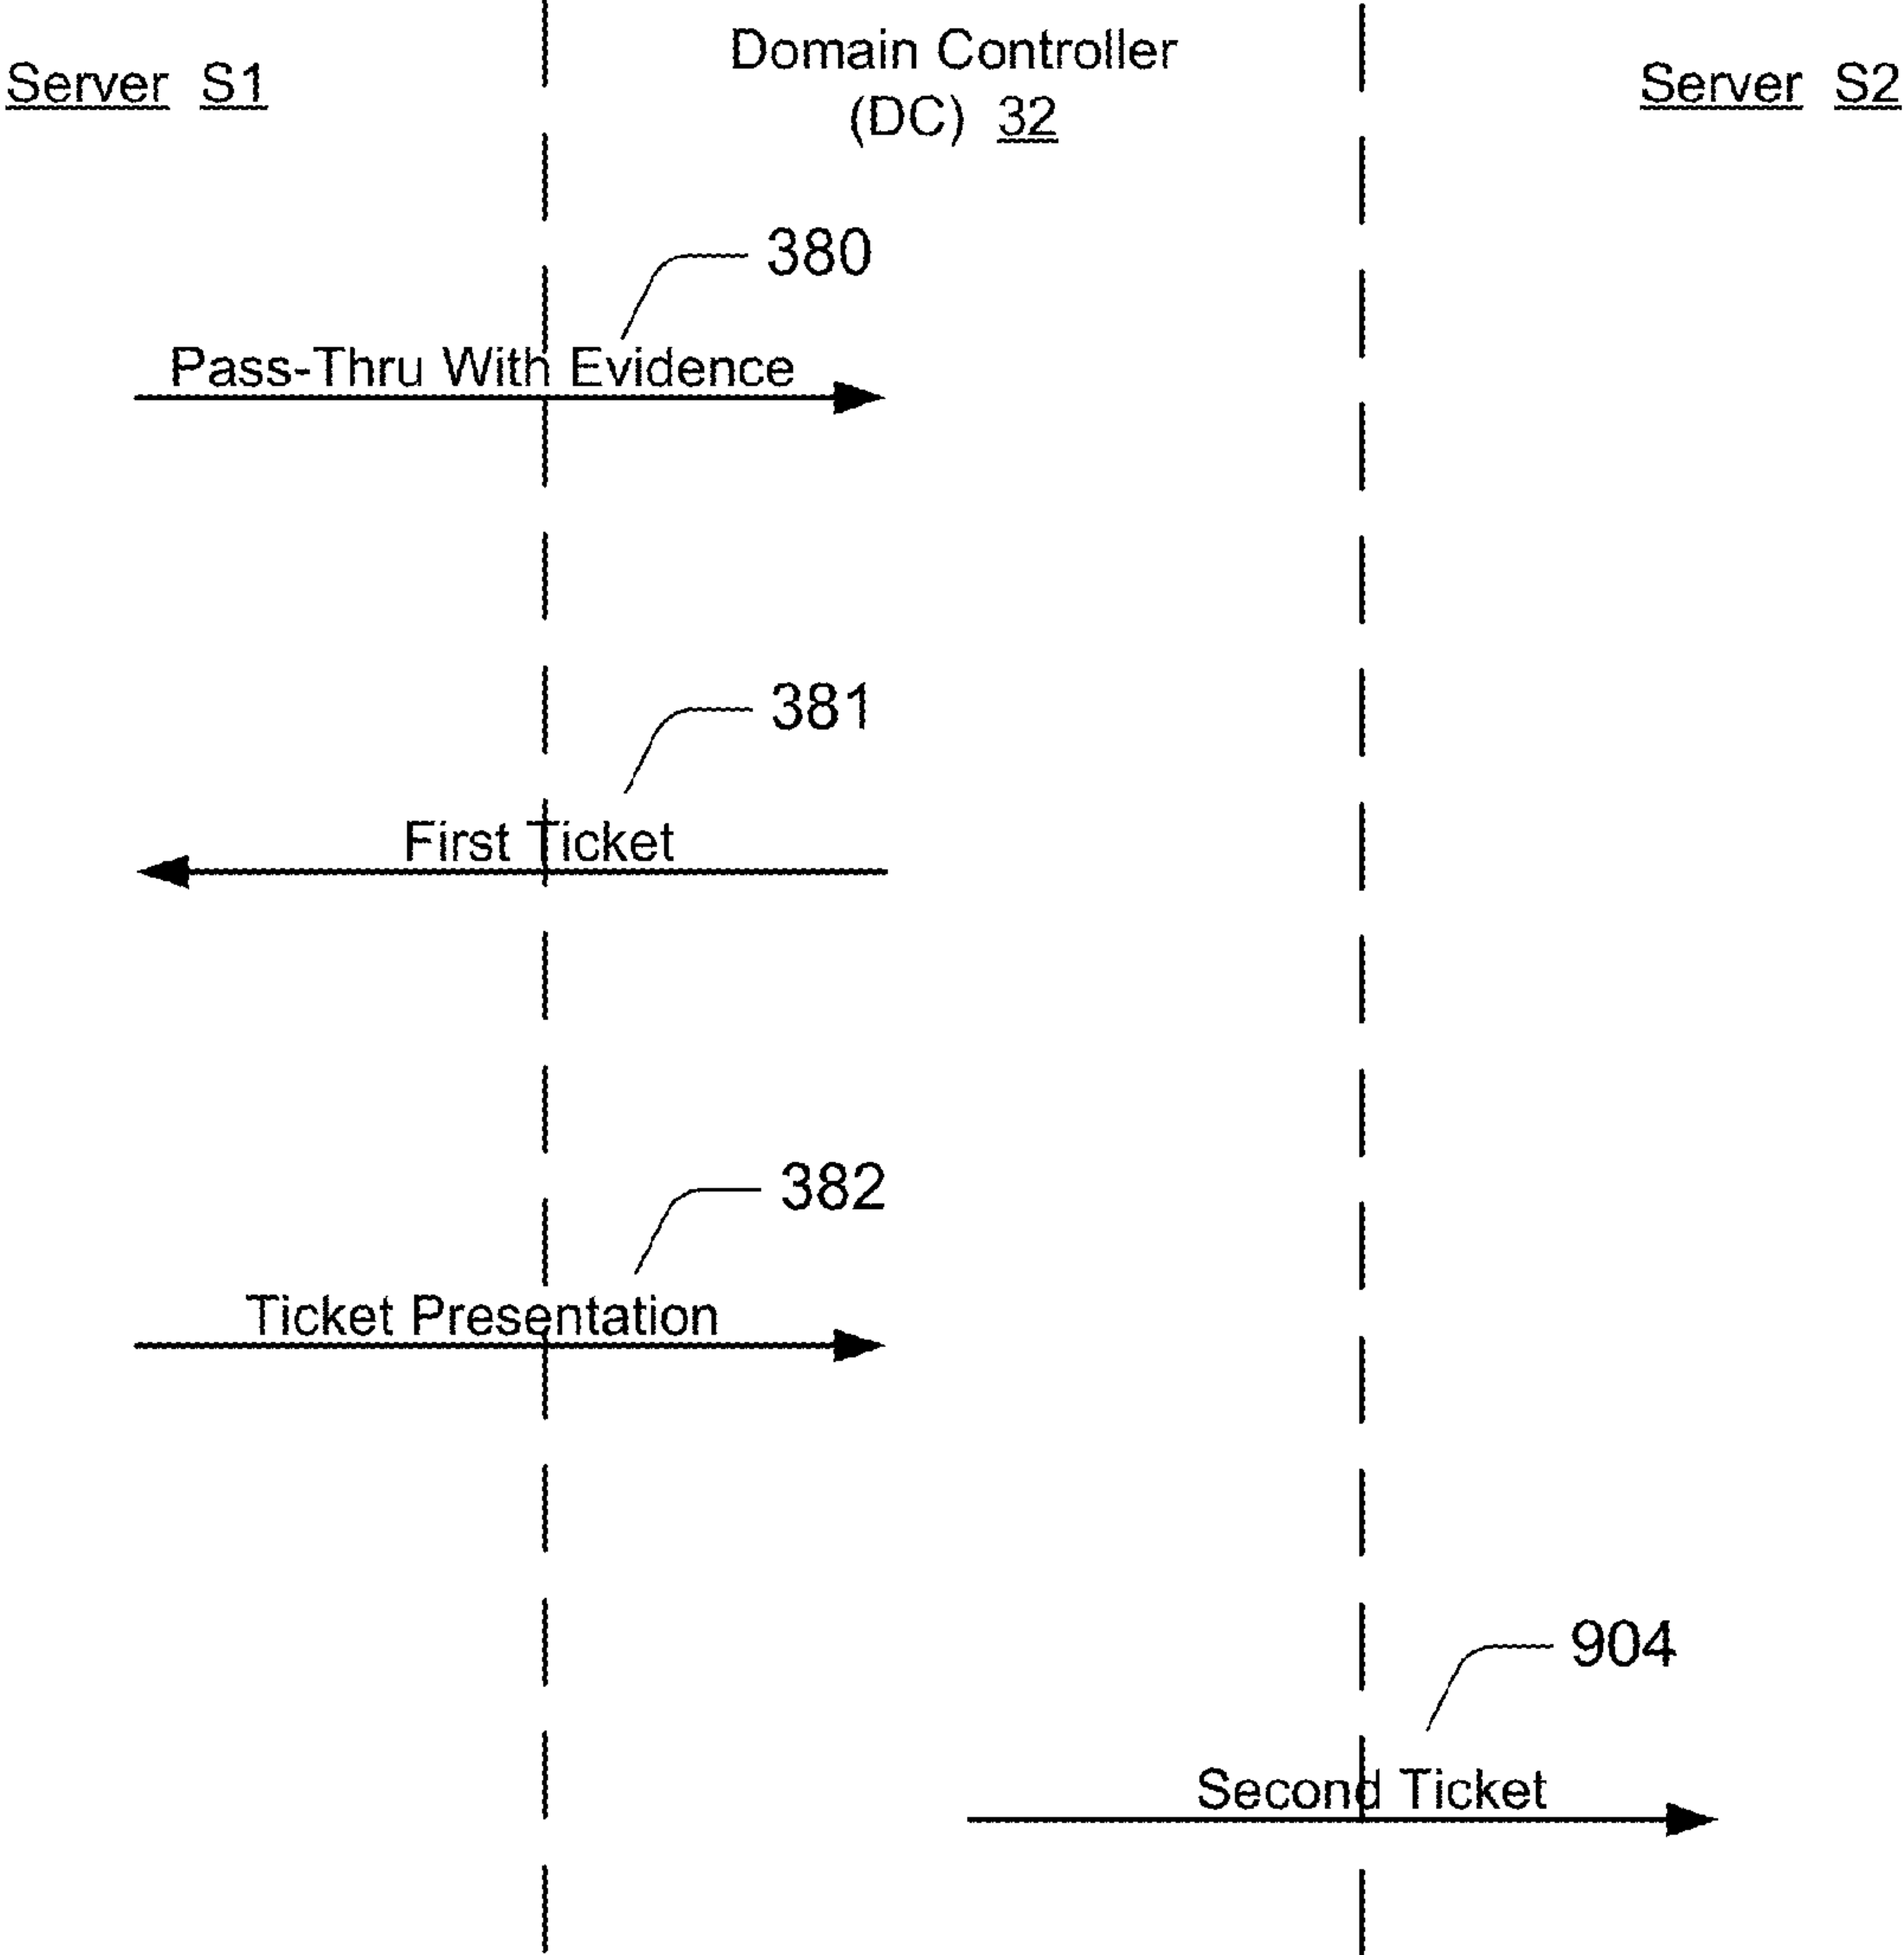 Server S1
Domain Controller
(DC) 32
Server S2
380
Pass-Thru With Evidence
381
First Ticket
382
Ticket Presentation
904
Second Ticket